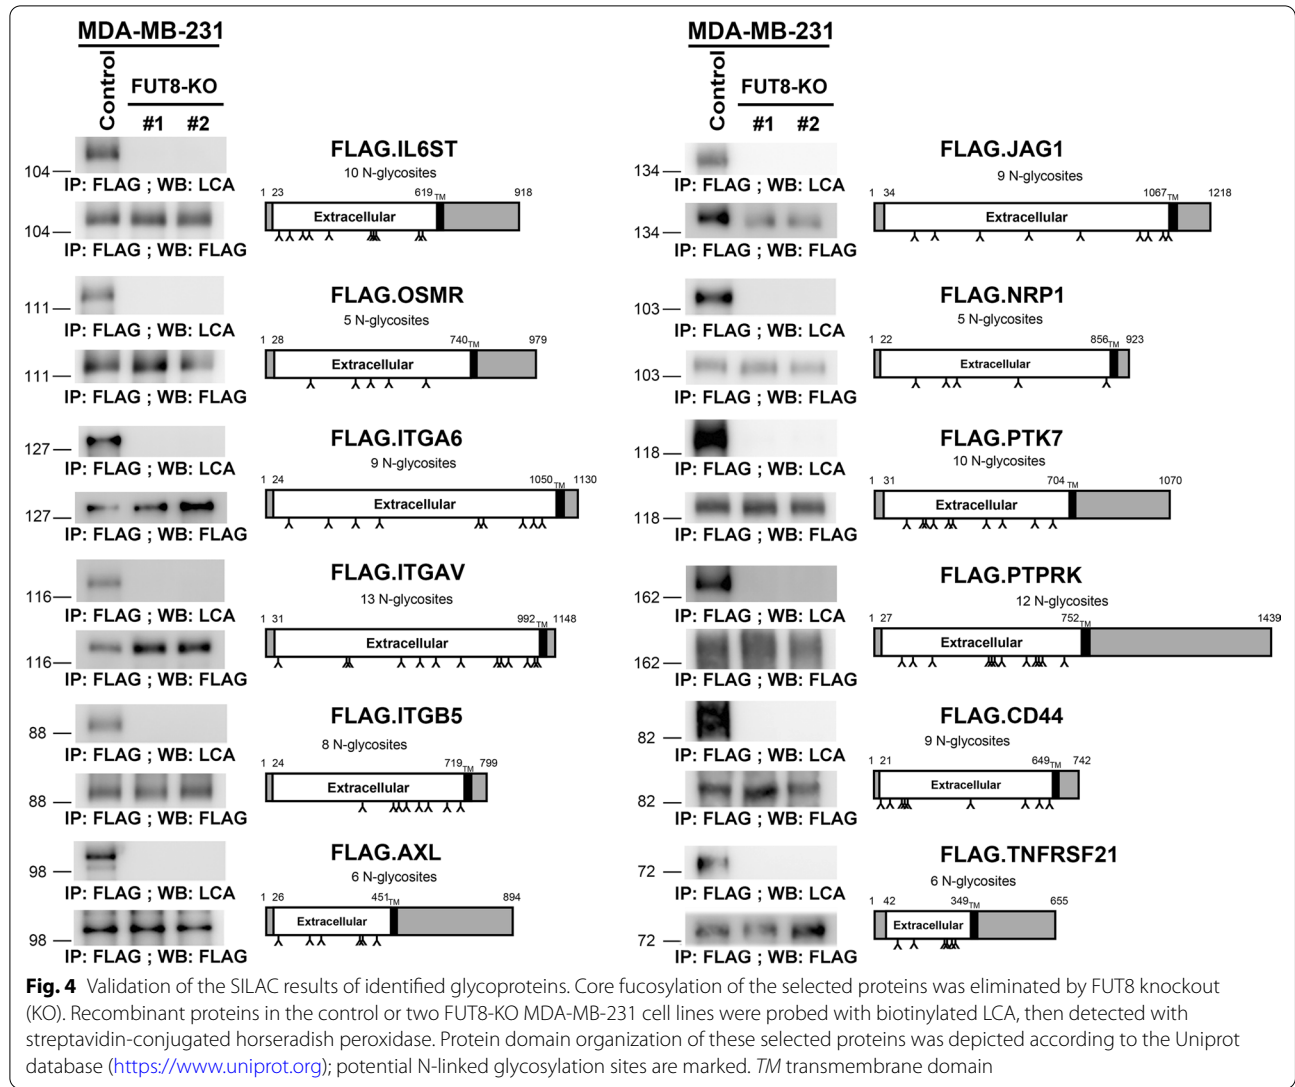 MDA-MB-231
Control
FUT8-KO
#1 #2
104
IP: FLAG ; WB: LCA
104
IP: FLAG ; WB: FLAG
FLAG.IL6ST
10 N-glycosites
1 23 619 TM 918
Extracellular
111
IP: FLAG ; WB: LCA
111
IP: FLAG ; WB: FLAG
FLAG.OSMR
5 N-glycosites
1 28 740 TM 979
Extracellular
127
IP: FLAG ; WB: LCA
127
IP: FLAG ; WB: FLAG
FLAG.ITGA6
9 N-glycosites
1 24 1050 TM 1130
Extracellular
116
IP: FLAG ; WB: LCA
116
IP: FLAG ; WB: FLAG
FLAG.ITGAV
13 N-glycosites
1 31 992 TM 1148
Extracellular
88
IP: FLAG ; WB: LCA
88
IP: FLAG ; WB: FLAG
FLAG.ITGB5
8 N-glycosites
1 24 719 TM 799
Extracellular
98
IP: FLAG ; WB: LCA
98
IP: FLAG ; WB: FLAG
FLAG.AXL
6 N-glycosites
1 26 451 TM 894
Extracellular
MDA-MB-231
Control
FUT8-KO
#1 #2
134
IP: FLAG ; WB: LCA
134
IP: FLAG ; WB: FLAG
FLAG.JAG1
9 N-glycosites
1 34 1067 TM 1218
Extracellular
103
IP: FLAG ; WB: LCA
103
IP: FLAG ; WB: FLAG
FLAG.NRP1
5 N-glycosites
1 22 856 TM 923
Extracellular
118
IP: FLAG ; WB: LCA
118
IP: FLAG ; WB: FLAG
FLAG.PTK7
10 N-glycosites
1 31 704 TM 1070
Extracellular
162
IP: FLAG ; WB: LCA
162
IP: FLAG ; WB: FLAG
FLAG.PTPRK
12 N-glycosites
1 27 752 TM 1439
Extracellular
82
IP: FLAG ; WB: LCA
82
IP: FLAG ; WB: FLAG
FLAG.CD44
9 N-glycosites
1 21 649 TM 742
Extracellular
72
IP: FLAG ; WB: LCA
72
IP: FLAG ; WB: FLAG
FLAG.TNFRSF21
6 N-glycosites
1 42 349 TM 655
Extracellular
Fig. 4 Validation of the SILAC results of identified glycoproteins. Core fucosylation of the selected proteins was eliminated by FUT8 knockout
(KO). Recombinant proteins in the control or two FUT8-KO MDA-MB-231 cell lines were probed with biotinylated LCA, then detected with
streptavidin-conjugated horseradish peroxidase. Protein domain organization of these selected proteins was depicted according to the Uniprot
database (https://www.uniprot.org); potential N-linked glycosylation sites are marked. TM transmembrane domain